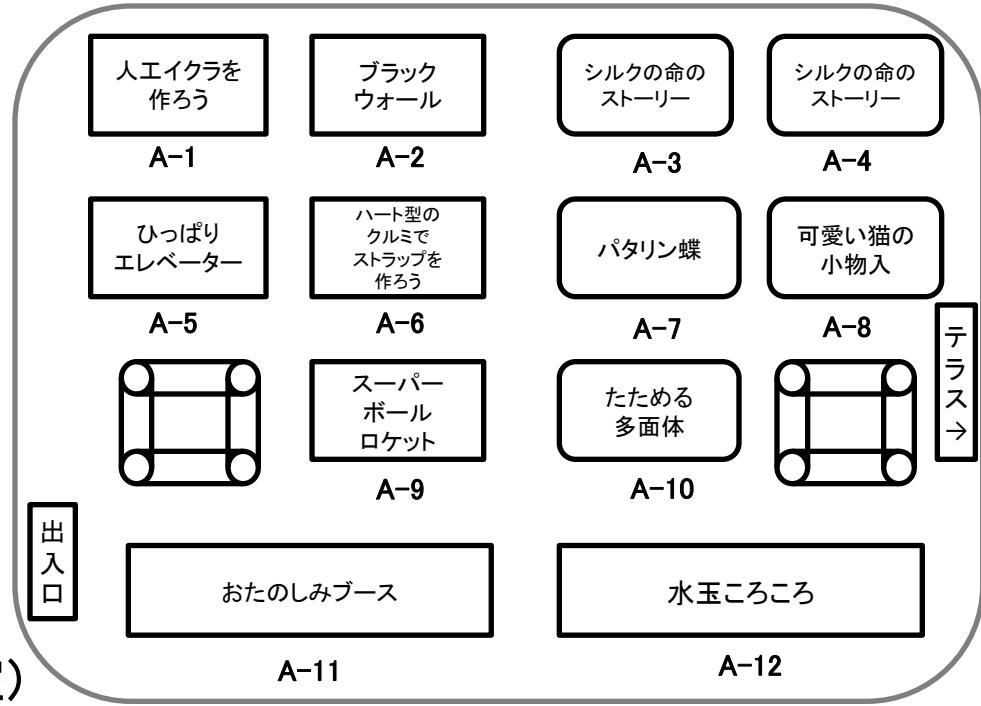 人工イクラを
作ろう
A-1
ブラック
ウォール
A-2
シルクの命の
ストーリー
A-3
シルクの命の
ストーリー
A-4
ひっぱり
エレベーター
A-5
ハート型の
クルミで
ストラップを
作ろう
A-6
パタリン蝶
A-7
可愛い猫の
小物入
A-8
テラス→
スーパー
ボール
ロケット
A-9
たためる
多面体
A-10
出入口
おたのしみブース
A-11
水玉ころころ
A-12
)